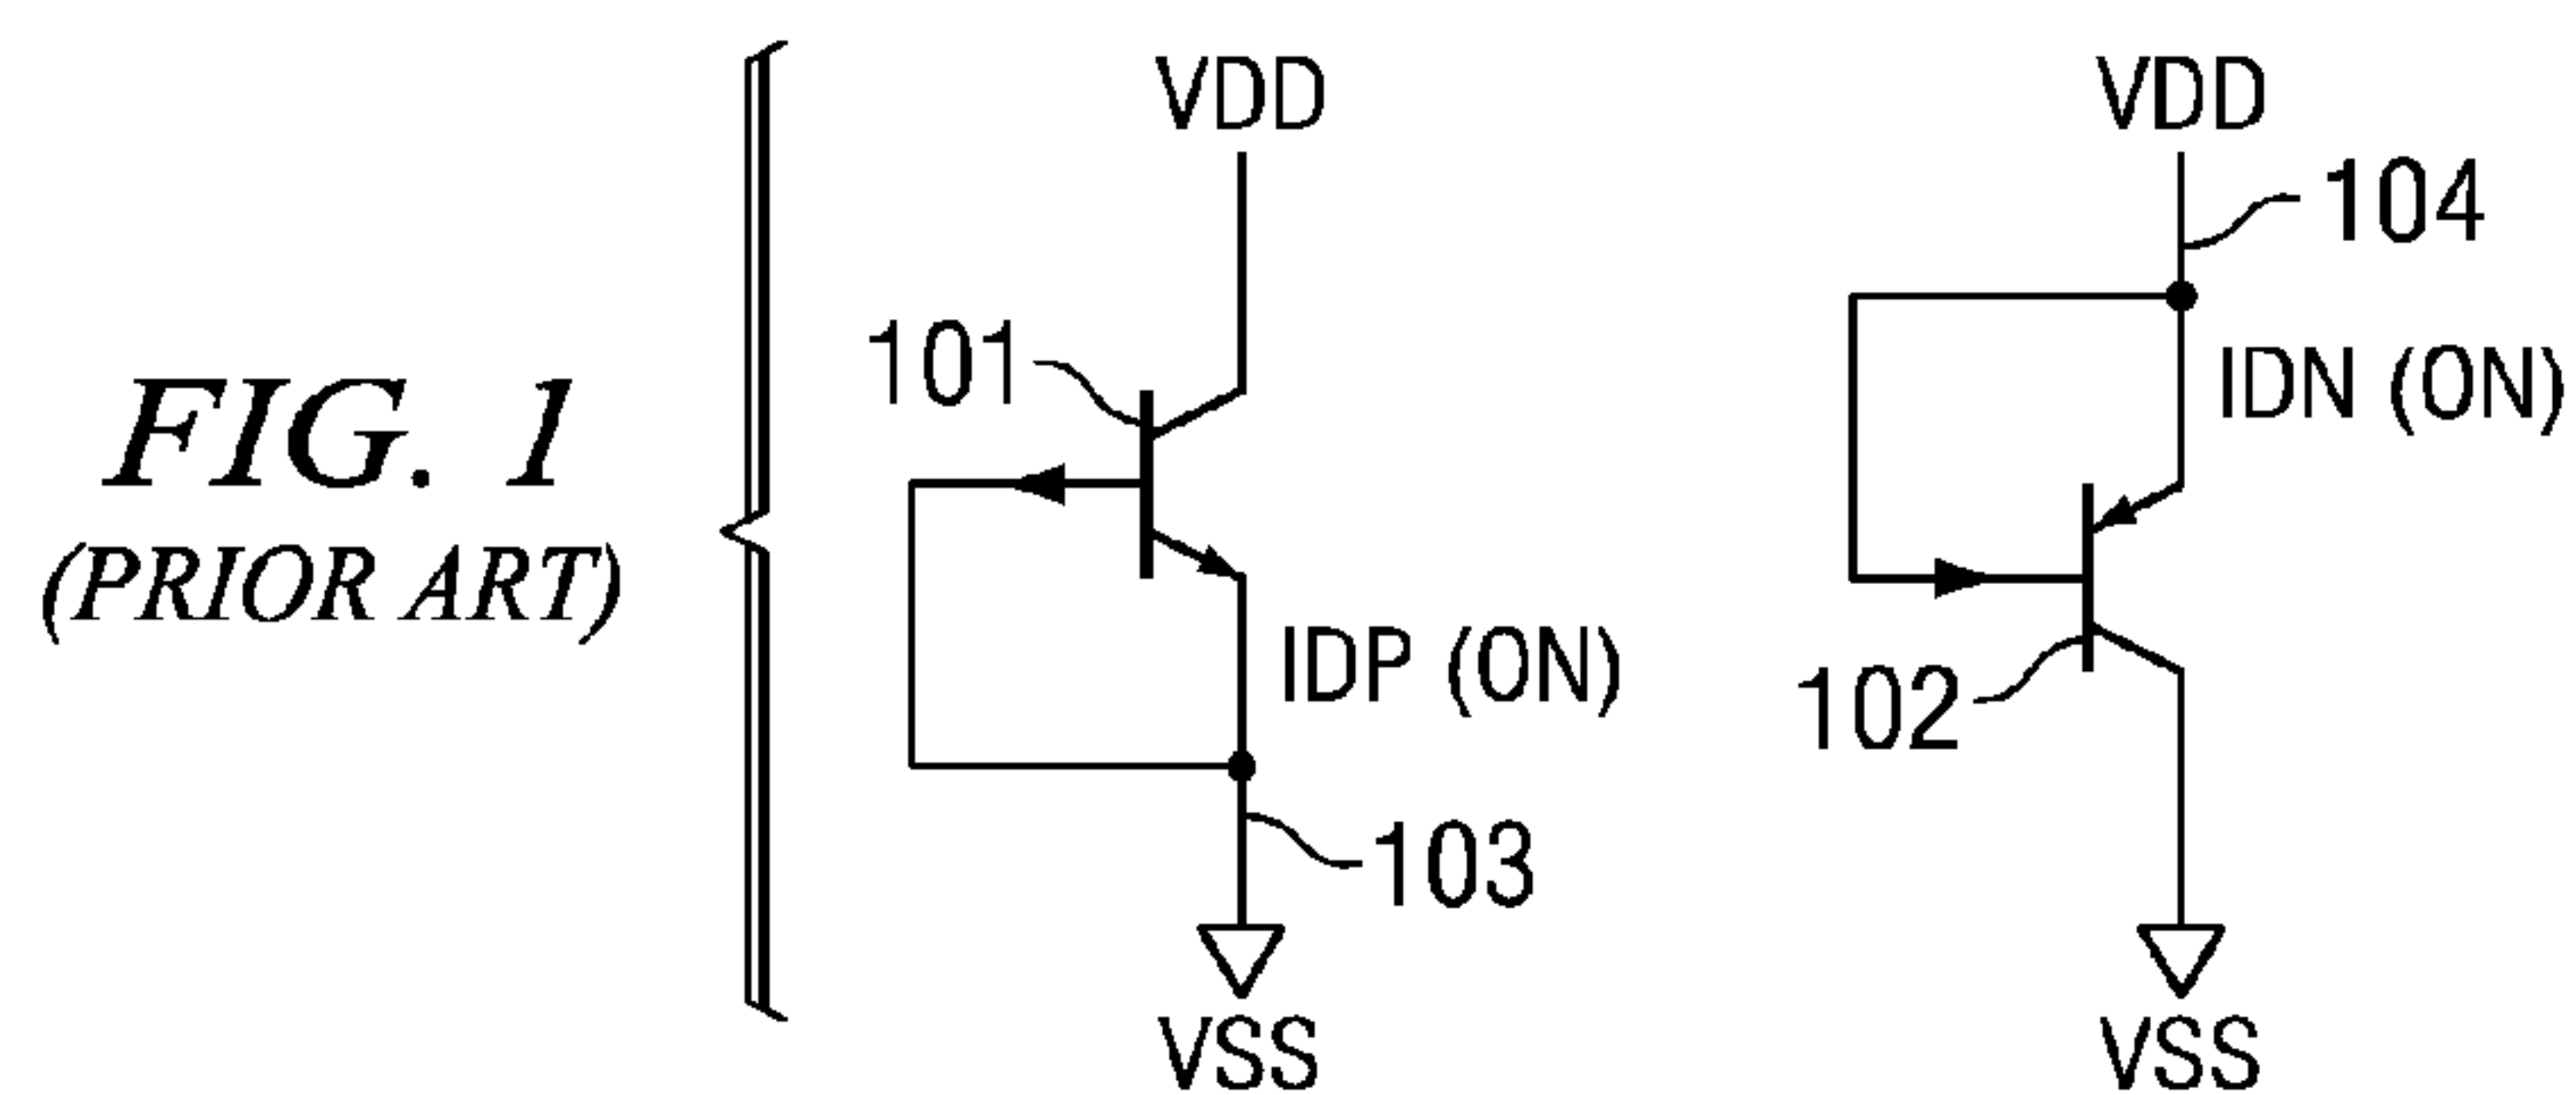 FIG. 1
(PRIOR ART)
VDD
101
IDP (ON)
103
VSS
VDD
104
IDN (ON)
102
VSS